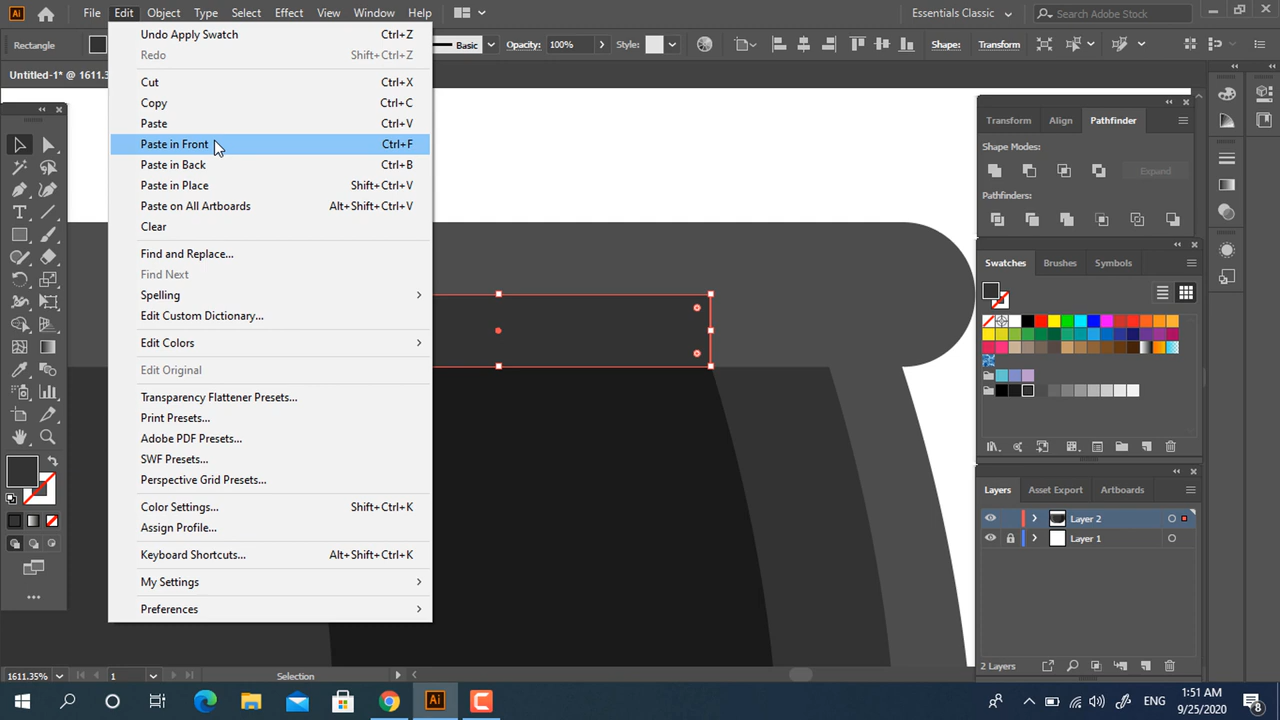 Ai File Edit Object Type Select Effect View Window Help Essentials Classic Search Adobe Stock
Rectangle Basic Opacity: 100% Style: Shape: Transform
Untitled-1* @ 1611.
Undo Apply Swatch Ctrl+Z
Redo Shift+Ctrl+Z
Cut Ctrl+X
Copy Ctrl+C
Paste Ctrl+V
Paste in Front Ctrl+F
Paste in Back Ctrl+B
Paste in Place Shift+Ctrl+V
Paste on All Artboards Alt+Shift+Ctrl+V
Clear
Find and Replace...
Find Next
Spelling
Edit Custom Dictionary...
Edit Colors
Edit Original
Transparency Flattener Presets...
Print Presets...
Adobe PDF Presets...
SWF Presets...
Perspective Grid Presets...
Color Settings... Shift+Ctrl+K
Assign Profile...
Keyboard Shortcuts... Alt+Shift+Ctrl+K
My Settings
Preferences
Transform Align Pathfinder
Shape Modes:
Expand
Pathfinders:
Swatches Brushes Symbols
Layers Asset Export Artboards
Layer 2
Layer 1
2 Layers
1611.35% 1 Selection
Ai ENG 1:51 AM
9/25/2020 8